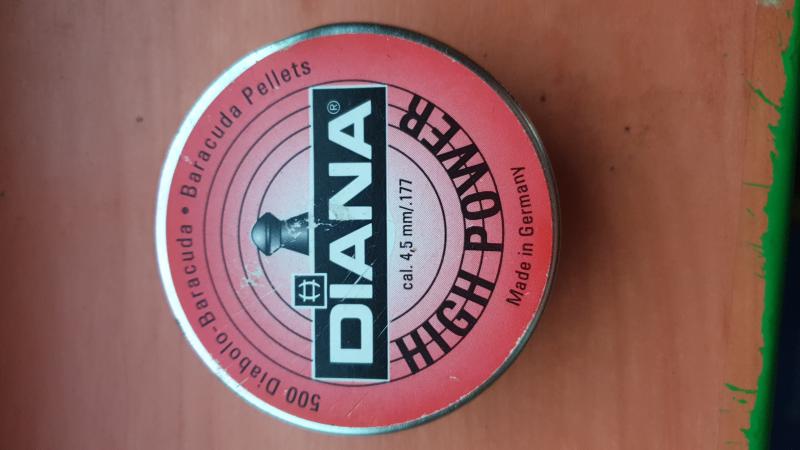 500 Diabolo-Baracuda • Baracuda Pellets
DIANA®
cal. 4,5 mm/.177
HIGH POWER
Made in Germany